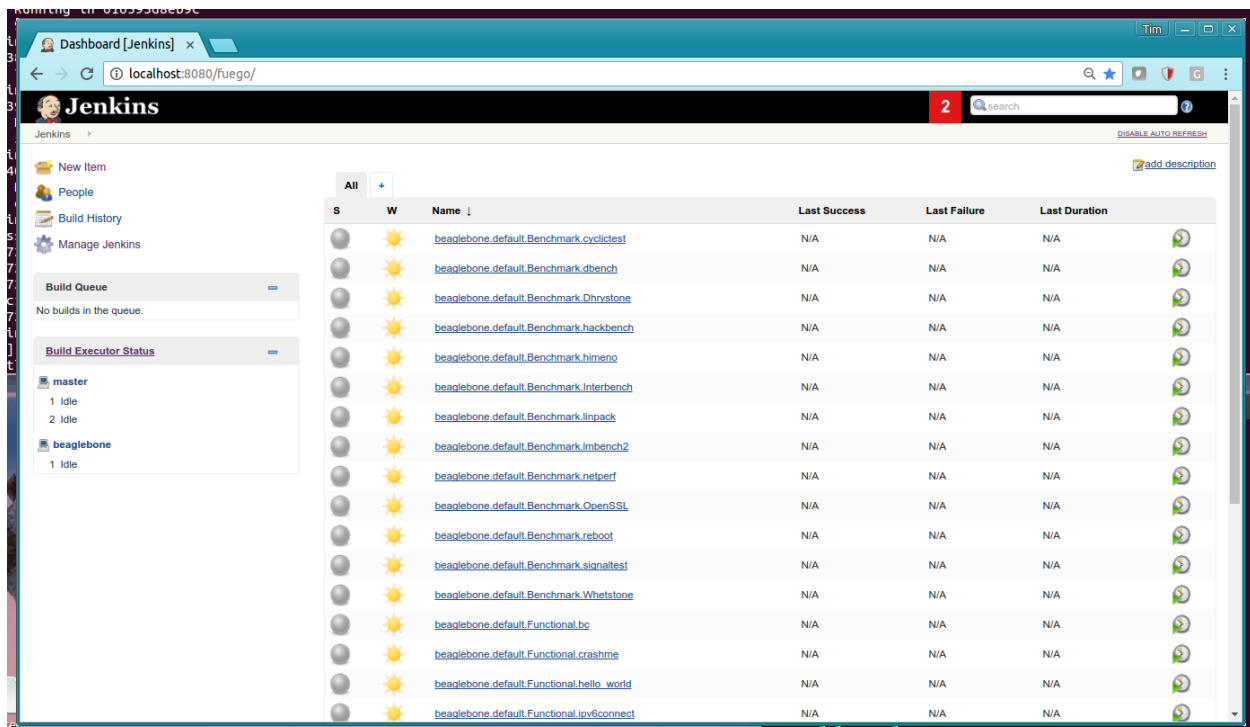 Running in 010393d8eb9c
Tim
Dashboard [Jenkins] ×
localhost:8080/fuego/
G
Jenkins
2
search
Jenkins
DISABLE AUTO REFRESH
New Item
People
Build History
Manage Jenkins
Build Queue
No builds in the queue.
Build Executor Status
master
1 Idle
2 Idle
beaglebone
1 Idle
add description
All +
S W Name ↓ Last Success Last Failure Last Duration
beaglebone.default.Benchmark.cyclictest N/A N/A N/A
beaglebone.default.Benchmark.dbench N/A N/A N/A
beaglebone.default.Benchmark.Dhrystone N/A N/A N/A
beaglebone.default.Benchmark.hackbench N/A N/A N/A
beaglebone.default.Benchmark.himeno N/A N/A N/A
beaglebone.default.Benchmark.Interbench N/A N/A N/A
beaglebone.default.Benchmark.linpack N/A N/A N/A
beaglebone.default.Benchmark.lmbench2 N/A N/A N/A
beaglebone.default.Benchmark.netperf N/A N/A N/A
beaglebone.default.Benchmark.OpenSSL N/A N/A N/A
beaglebone.default.Benchmark.reboot N/A N/A N/A
beaglebone.default.Benchmark.signaltest N/A N/A N/A
beaglebone.default.Benchmark.Whetstone N/A N/A N/A
beaglebone.default.Functional.bc N/A N/A N/A
beaglebone.default.Functional.crashme N/A N/A N/A
beaglebone.default.Functional.hello_world N/A N/A N/A
beaglebone.default.Functional.ipv6connect N/A N/A N/A